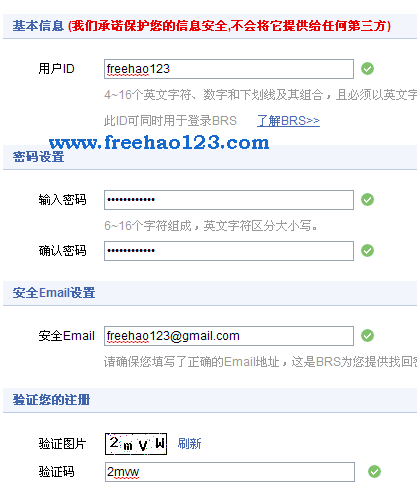 基本信息 (我们承诺保护您的信息安全,不会将它提供给任何第三方)
用户ID freehao123
4~16个英文字符、数字和下划线及其组合，且必须以英文字
此ID可同时用于登录BRS 了解BRS>>
www.freehao123.com
密码设置
输入密码 ••••••••••••
6~16个字符组成，英文字符区分大小写。
确认密码 ••••••••••••
安全Email设置
安全Email freehao123@gmail.com
请确保您填写了正确的Email地址，这是BRS为您提供找回密
验证您的注册
验证图片 2mvW 刷新
验证码 2mvw